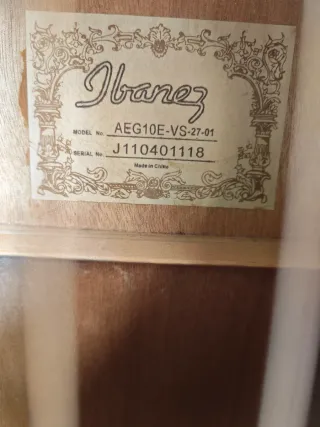 Ibanez
MODEL No. AEG10E-VS-27-01
SERIAL No. J110401118
Made in China